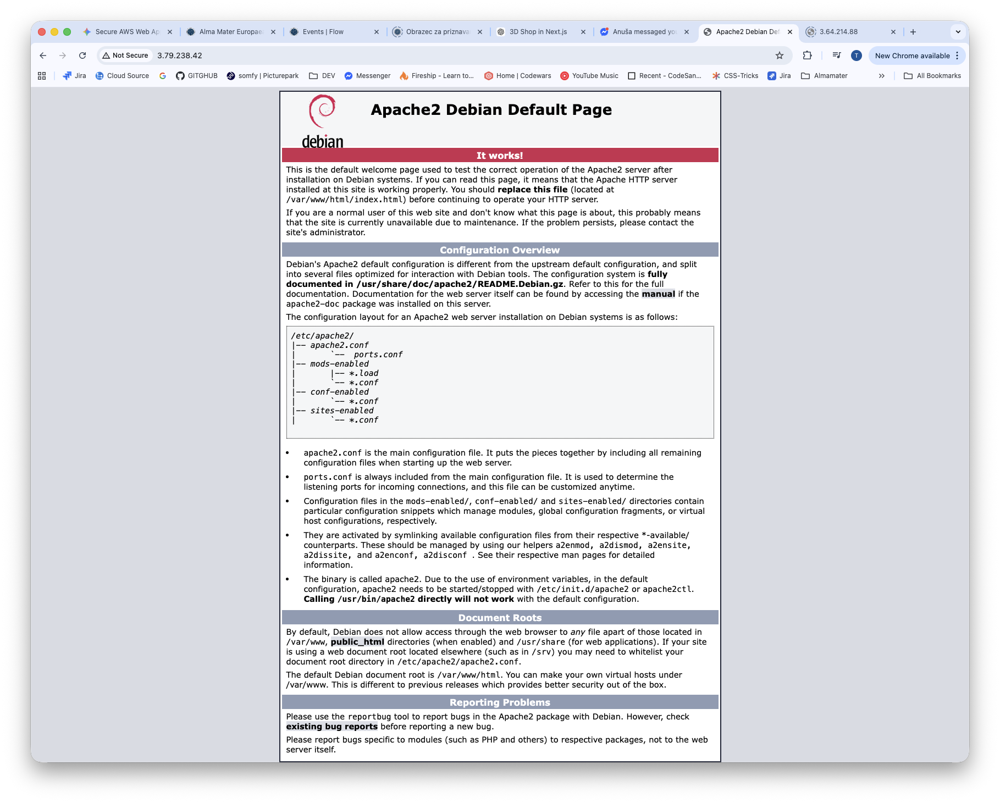 Secure AWS Web Ap
Alma Mater Europae
Events | Flow
Obrazec za priznava
3D Shop in Next.js
Anuša messaged yo
Apache2 Debian Def
3.64.214.88
Not Secure
3.79.238.42
T
New Chrome available
Jira
Cloud Source
GITGHUB
somfy | Picturepark
DEV
Messenger
Fireship - Learn to...
Home | Codewars
YouTube Music
Recent - CodeSan...
CSS-Tricks
Jira
Almamater
All Bookmarks
debian
Apache2 Debian Default Page
It works!
This is the default welcome page used to test the correct operation of the Apache2 server after
installation on Debian systems. If you can read this page, it means that the Apache HTTP server
installed at this site is working properly. You should replace this file (located at
/var/www/html/index.html) before continuing to operate your HTTP server.
If you are a normal user of this web site and don't know what this page is about, this probably means
that the site is currently unavailable due to maintenance. If the problem persists, please contact the
site's administrator.
Configuration Overview
Debian's Apache2 default configuration is different from the upstream default configuration, and split
into several files optimized for interaction with Debian tools. The configuration system is fully
documented in /usr/share/doc/apache2/README.Debian.gz. Refer to this for the full
documentation. Documentation for the web server itself can be found by accessing the manual if the
apache2-doc package was installed on this server.
The configuration layout for an Apache2 web server installation on Debian systems is as follows:
/etc/apache2/
|-- apache2.conf
|       `--  ports.conf
|-- mods-enabled
|       |-- *.load
|       `-- *.conf
|-- conf-enabled
|       `-- *.conf
|-- sites-enabled
|       `-- *.conf
• apache2.conf is the main configuration file. It puts the pieces together by including all remaining
configuration files when starting up the web server.
• ports.conf is always included from the main configuration file. It is used to determine the
listening ports for incoming connections, and this file can be customized anytime.
• Configuration files in the mods-enabled/, conf-enabled/ and sites-enabled/ directories contain
particular configuration snippets which manage modules, global configuration fragments, or virtual
host configurations, respectively.
• They are activated by symlinking available configuration files from their respective *-available/
counterparts. These should be managed by using our helpers a2enmod, a2dismod, a2ensite,
a2dissite, and a2enconf, a2disconf . See their respective man pages for detailed
information.
• The binary is called apache2. Due to the use of environment variables, in the default
configuration, apache2 needs to be started/stopped with /etc/init.d/apache2 or apache2ctl.
Calling /usr/bin/apache2 directly will not work with the default configuration.
Document Roots
By default, Debian does not allow access through the web browser to any file apart of those located in
/var/www, public_html directories (when enabled) and /usr/share (for web applications). If your site
is using a web document root located elsewhere (such as in /srv) you may need to whitelist your
document root directory in /etc/apache2/apache2.conf.
The default Debian document root is /var/www/html. You can make your own virtual hosts under
/var/www. This is different to previous releases which provides better security out of the box.
Reporting Problems
Please use the reportbug tool to report bugs in the Apache2 package with Debian. However, check
existing bug reports before reporting a new bug.
Please report bugs specific to modules (such as PHP and others) to respective packages, not to the web
server itself.